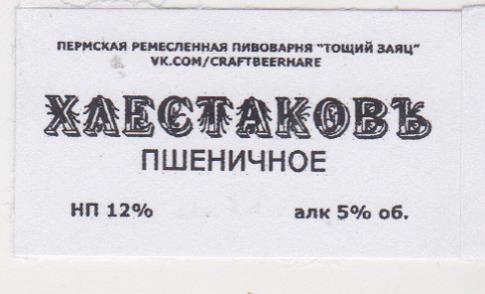 ПЕРМСКАЯ РЕМЕСЛЕННАЯ ПИВОВАРНЯ "ТОЩИЙ ЗАЯЦ"
VK.COM/CRAFTBEERHARE
ХЛЕСТАКОВЪ
ПШЕНИЧНОЕ
НП 12% алк 5% об.